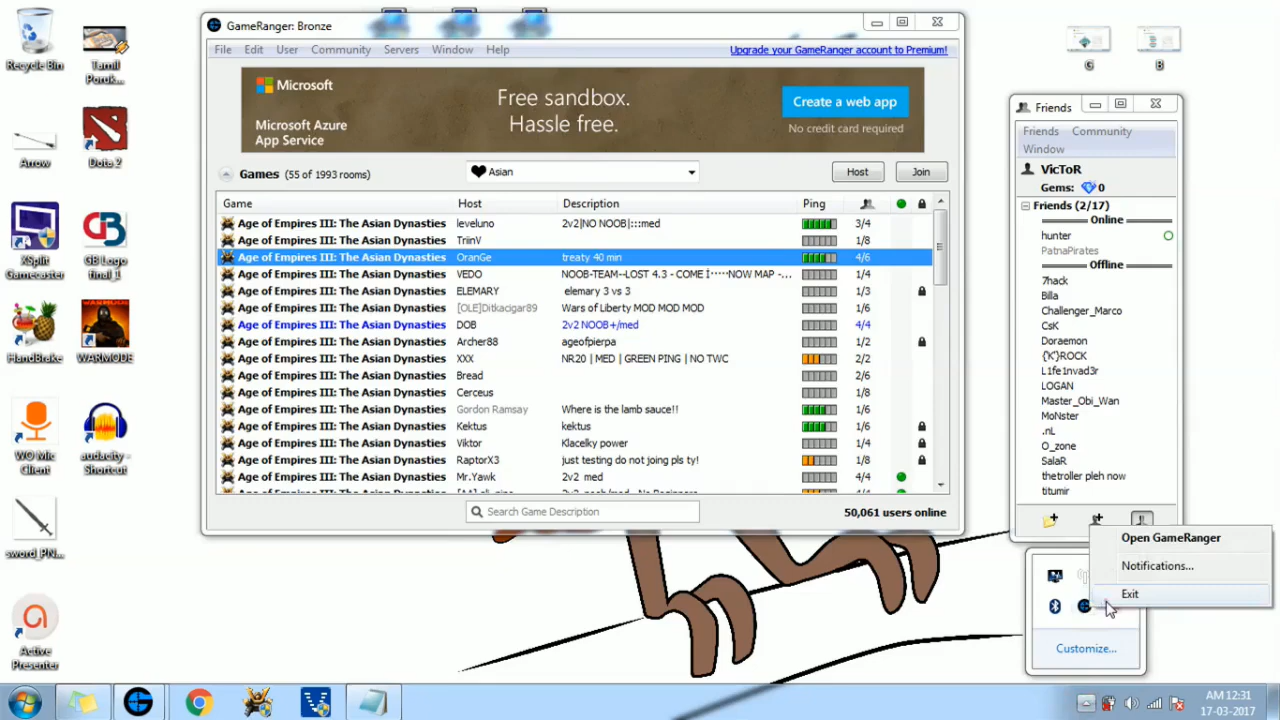 Recycle Bin
Tamil Poruk...
Arrow
Dota 2
XSplit Gamecaster
GB Logo final 1
HandBrake
WARMODE
WO Mic Client
audacity - Shortcut
sword_PN...
Active Presenter
G
B
GameRanger: Bronze
File Edit User Community Servers Window Help
Upgrade your GameRanger account to Premium!
Microsoft
Microsoft Azure
App Service
Free sandbox.
Hassle free.
Create a web app
No credit card required
Games (55 of 1993 rooms)
Asian
Host Join
Game Host Description Ping
Age of Empires III: The Asian Dynasties leveluno 2v2|NO NOOB|:::med 3/4
Age of Empires III: The Asian Dynasties TriinV 1/8
Age of Empires III: The Asian Dynasties OranGe treaty 40 min 4/6
Age of Empires III: The Asian Dynasties VEDO NOOB-TEAM--LOST 4.3 - COME İ·····NOW MAP -... 1/4
Age of Empires III: The Asian Dynasties ELEMARY elemary 3 vs 3 1/3
Age of Empires III: The Asian Dynasties [OLE]Ditkacigar89 Wars of Liberty MOD MOD MOD 1/6
Age of Empires III: The Asian Dynasties DOB 2v2 NOOB+/med 4/4
Age of Empires III: The Asian Dynasties Archer88 ageofpierpa 1/2
Age of Empires III: The Asian Dynasties XXX NR20 | MED | GREEN PING | NO TWC 2/2
Age of Empires III: The Asian Dynasties Bread 2/6
Age of Empires III: The Asian Dynasties Cerceus 1/8
Age of Empires III: The Asian Dynasties Gordon Ramsay Where is the lamb sauce!! 1/6
Age of Empires III: The Asian Dynasties Kektus kektus 1/6
Age of Empires III: The Asian Dynasties Viktor Klacelky power 1/4
Age of Empires III: The Asian Dynasties RaptorX3 just testing do not joing pls ty! 1/8
Age of Empires III: The Asian Dynasties Mr.Yawk 2v2 med 4/4
Age of Empires III: The Asian Dynasties
Search Game Description
50,061 users online
Friends
Friends Community
Window
VicToR
Gems: 0
Friends (2/17)
Online
hunter
PatnaPirates
Offline
7hack
Billa
Challenger_Marco
CsK
Doraemon
{'K'}ROCK
L1fe1nvad3r
LOGAN
Master_Obi_Wan
MoNster
.nL
O_zone
SalaR
the troller pleh now
titumir
Open GameRanger
Notifications...
Exit
Customize...
AM 12:31
17-03-2017